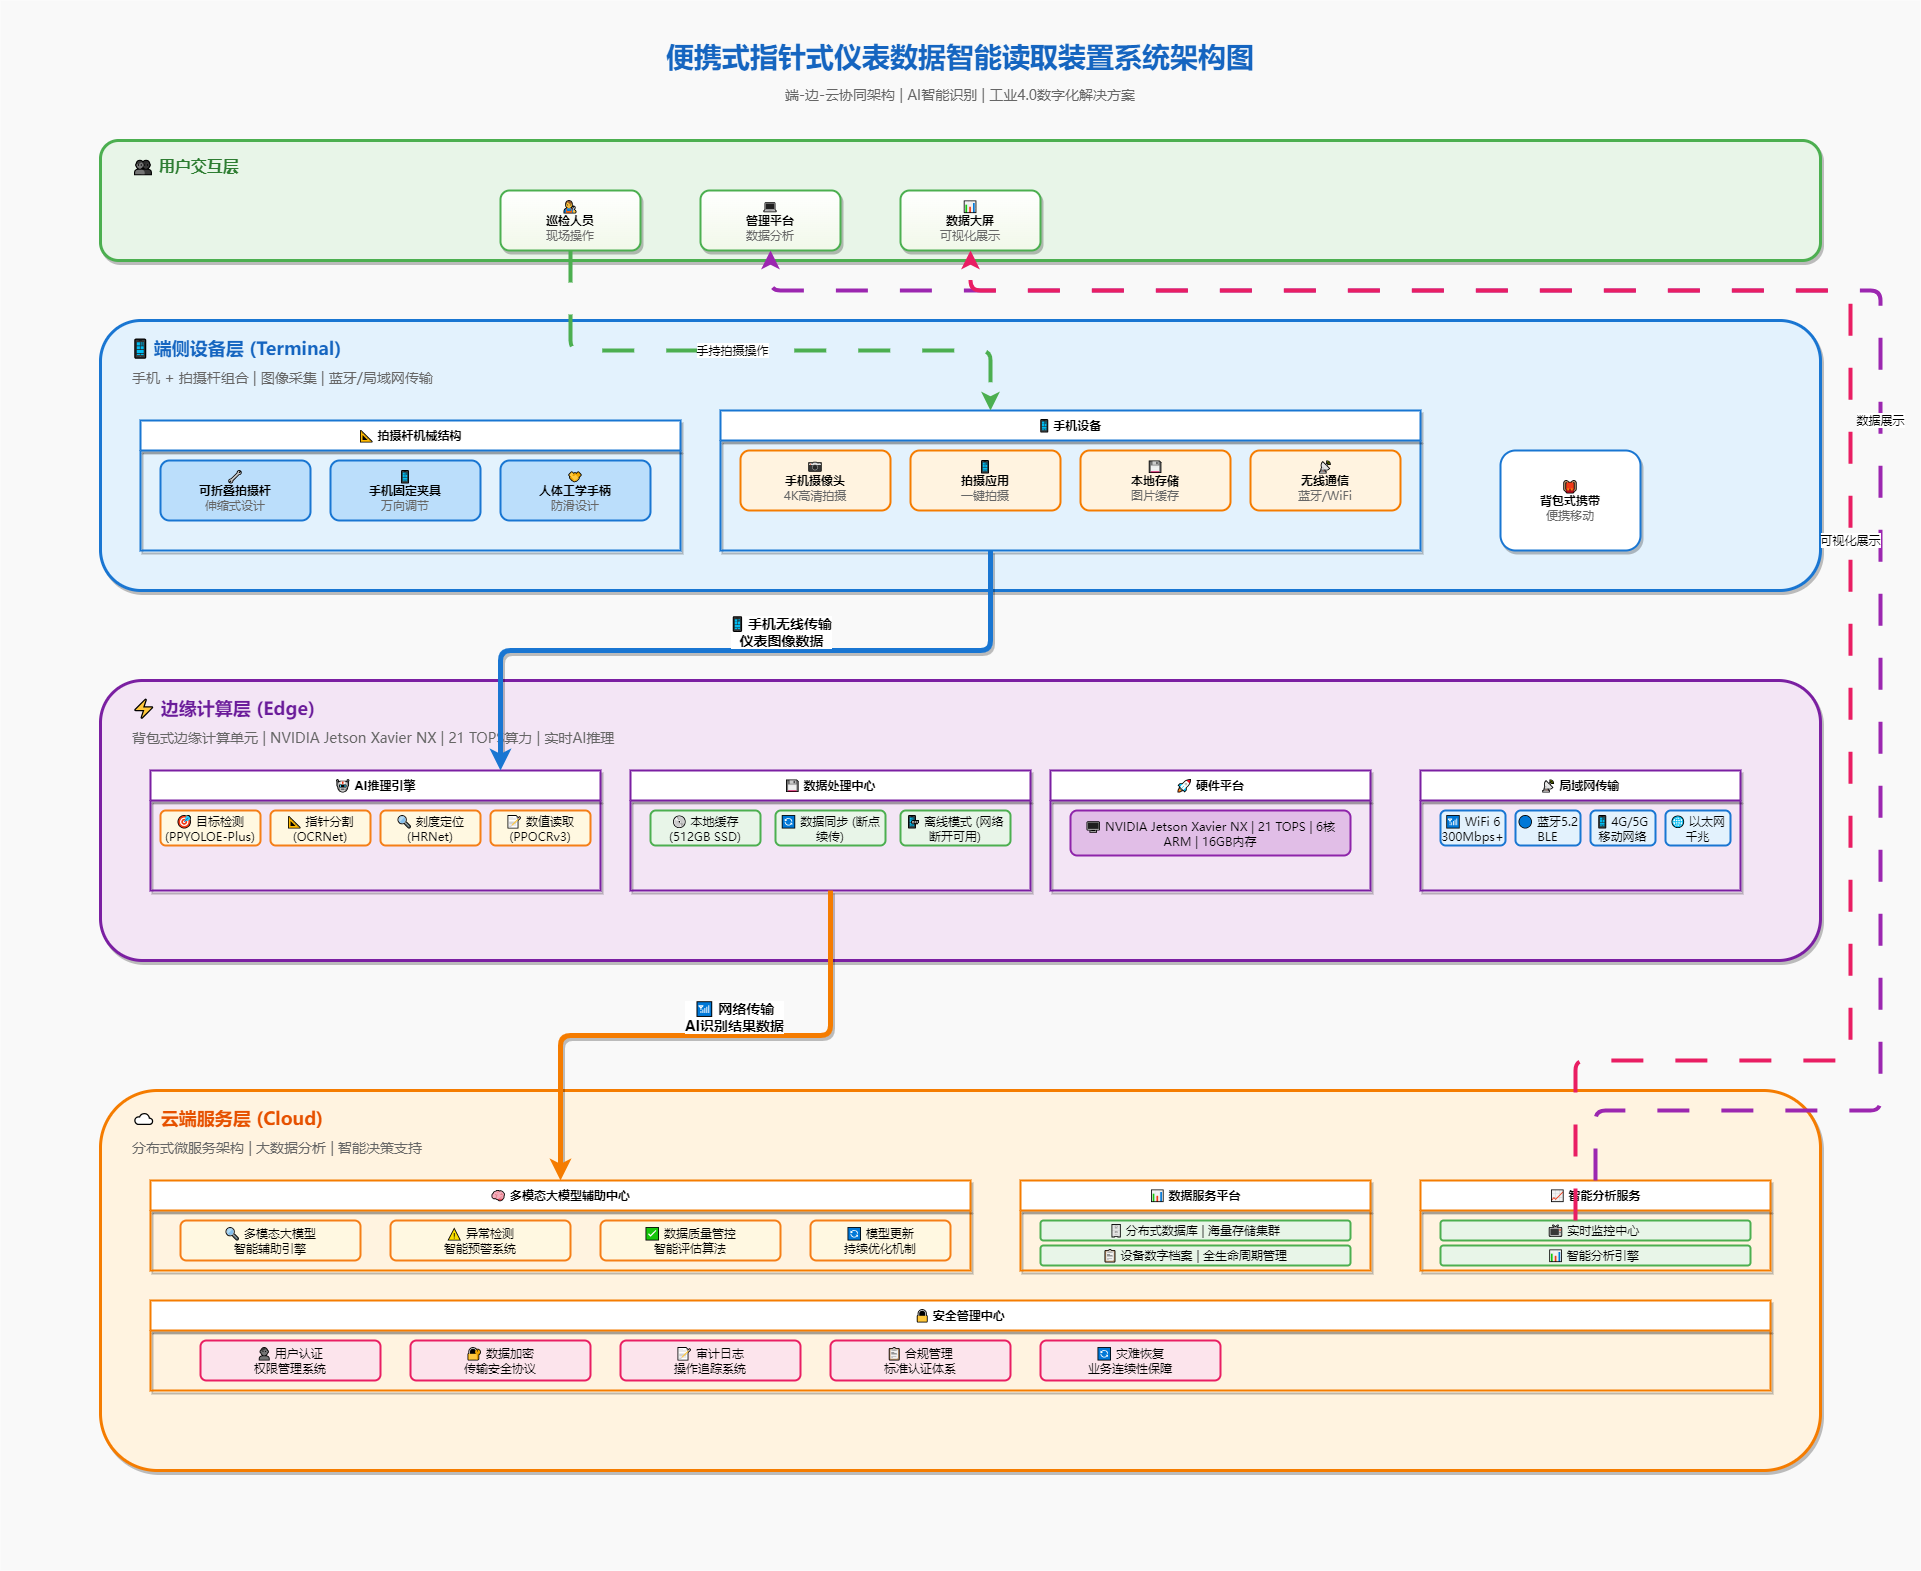 便携式指针式仪表数据智能读取装置系统架构图
端-边-云协同架构 | AI智能识别 | 工业4.0数字化解决方案
用户交互层
巡检人员
现场操作
管理平台
数据分析
数据大屏
可视化展示
端侧设备层 (Terminal)
手机 + 拍摄杆组合 | 图像采集 | 蓝牙/局域网传输
手持拍摄操作
数据展示
可视化展示
拍摄杆机械结构
可折叠拍摄杆
伸缩式设计
手机固定夹具
万向调节
人体工学手柄
防滑设计
手机设备
手机摄像头
4K高清拍摄
拍摄应用
一键拍摄
本地存储
图片缓存
无线通信
蓝牙/WiFi
背包式携带
便携移动
手机无线传输
仪表图像数据
边缘计算层 (Edge)
背包式边缘计算单元 | NVIDIA Jetson Xavier NX | 21 TOPS算力 | 实时AI推理
AI推理引擎
目标检测
(PPYOLOE-Plus)
指针分割
(OCRNet)
刻度定位
(HRNet)
数值读取
(PPOCRv3)
数据处理中心
本地缓存
(512GB SSD)
数据同步 (断点
续传)
离线模式 (网络
断开可用)
硬件平台
NVIDIA Jetson Xavier NX | 21 TOPS | 6核
ARM | 16GB内存
局域网传输
WiFi 6
300Mbps+
蓝牙5.2
BLE
4G/5G
移动网络
以太网
千兆
网络传输
AI识别结果数据
云端服务层 (Cloud)
分布式微服务架构 | 大数据分析 | 智能决策支持
多模态大模型辅助中心
多模态大模型
智能辅助引擎
异常检测
智能预警系统
数据质量管控
智能评估算法
模型更新
持续优化机制
数据服务平台
分布式数据库 | 海量存储集群
设备数字档案 | 全生命周期管理
智能分析服务
实时监控中心
智能分析引擎
安全管理中心
用户认证
权限管理系统
数据加密
传输安全协议
审计日志
操作追踪系统
合规管理
标准认证体系
灾难恢复
业务连续性保障